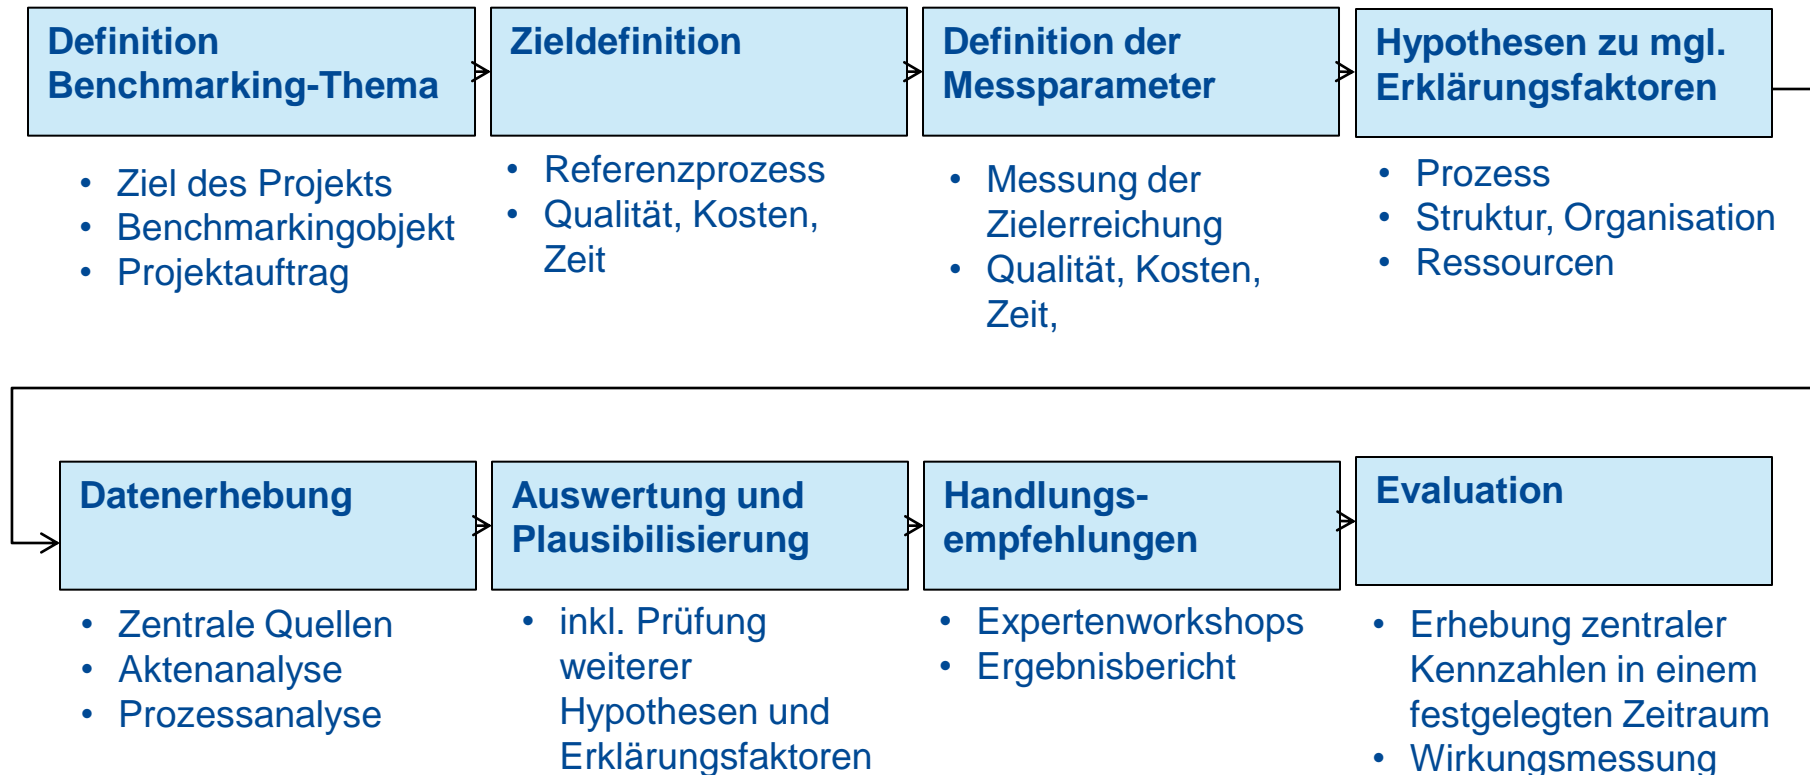 Definition
Benchmarking-Thema
• Ziel des Projekts
• Benchmarkingobjekt
• Projektauftrag
Zieldefinition
• Referenzprozess
• Qualität, Kosten,
Zeit
Definition der
Messparameter
• Messung der
Zielerreichung
• Qualität, Kosten,
Zeit,
Hypothesen zu mgl.
Erklärungsfaktoren
• Prozess
• Struktur, Organisation
• Ressourcen
Datenerhebung
• Zentrale Quellen
• Aktenanalyse
• Prozessanalyse
Auswertung und
Plausibilisierung
• inkl. Prüfung
weiterer
Hypothesen und
Erklärungsfaktoren
Handlungs-
empfehlungen
• Expertenworkshops
• Ergebnisbericht
Evaluation
• Erhebung zentraler
Kennzahlen in einem
festgelegten Zeitraum
• Wirkungsmessung